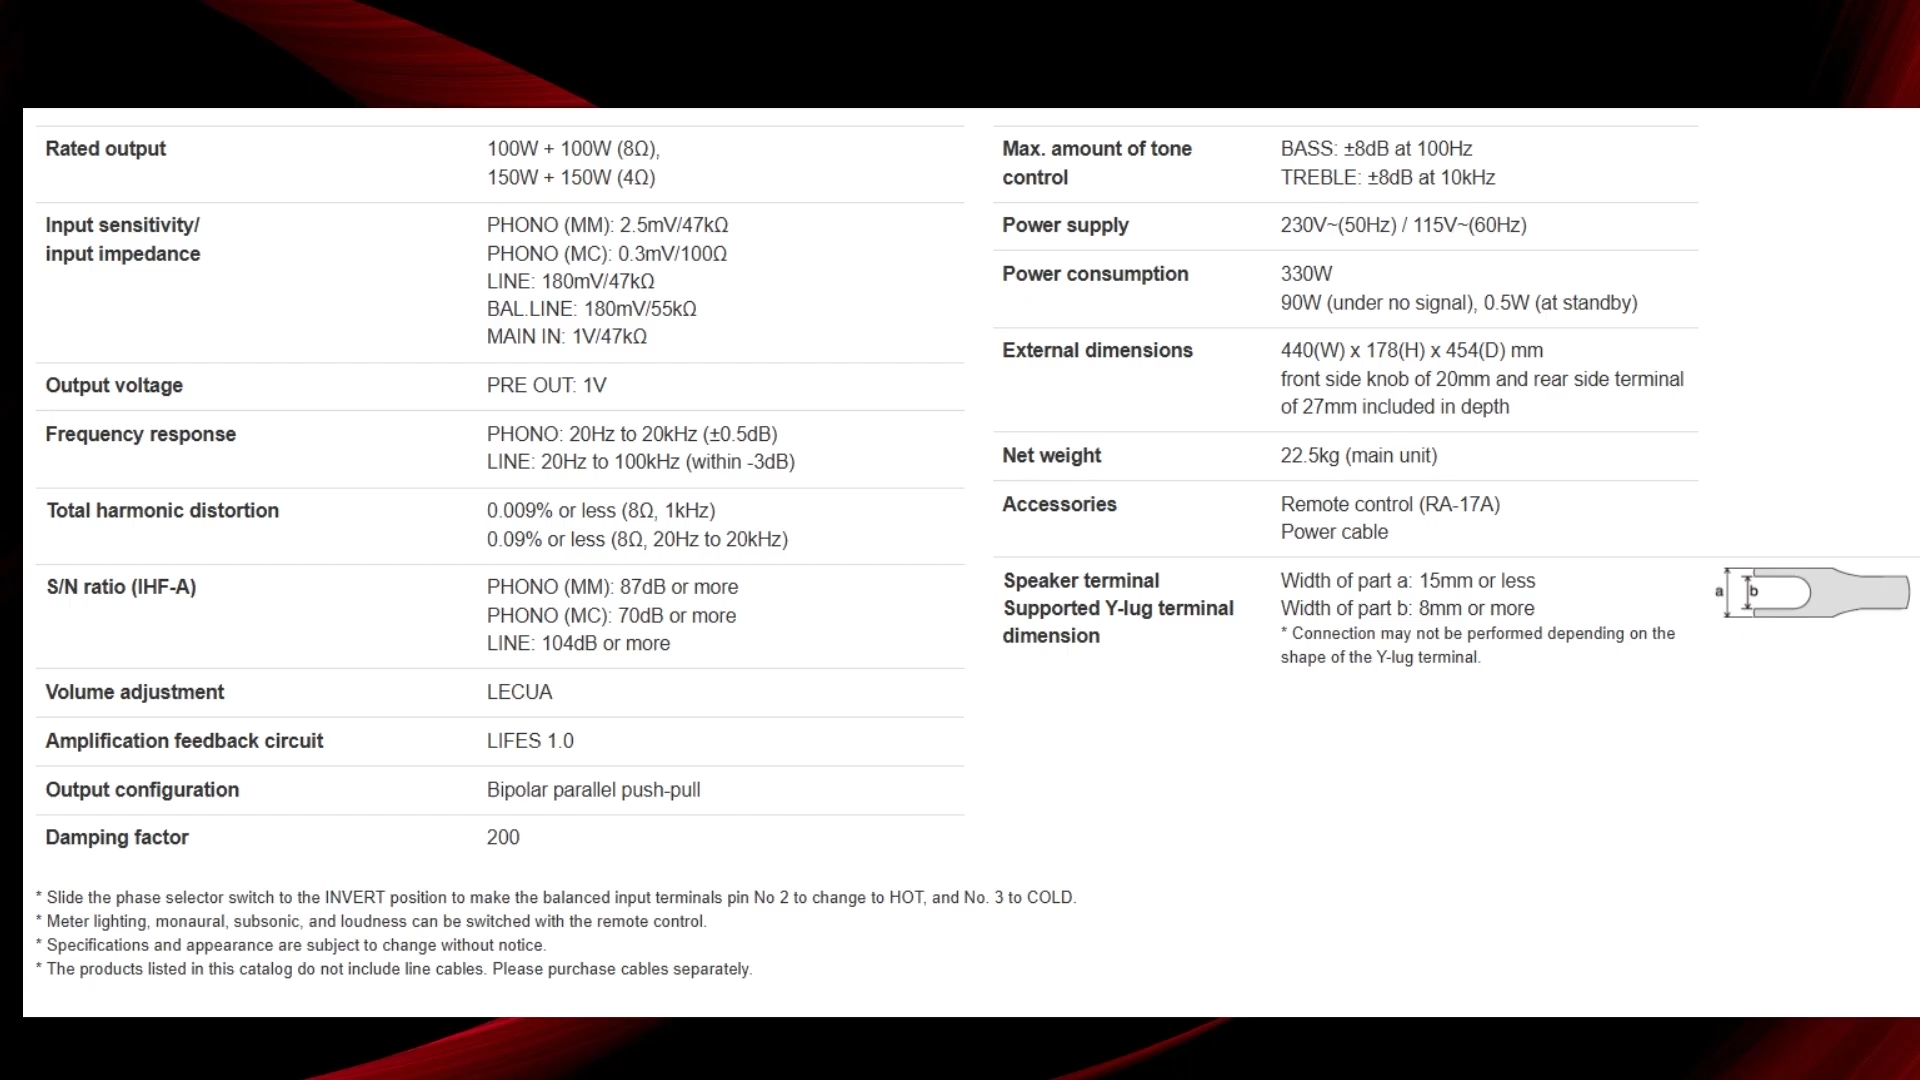 Rated output
100W + 100W (8Ω),
150W + 150W (4Ω)
Input sensitivity/
input impedance
PHONO (MM): 2.5mV/47kΩ
PHONO (MC): 0.3mV/100Ω
LINE: 180mV/47kΩ
BAL.LINE: 180mV/55kΩ
MAIN IN: 1V/47kΩ
Output voltage
PRE OUT: 1V
Frequency response
PHONO: 20Hz to 20kHz (±0.5dB)
LINE: 20Hz to 100kHz (within -3dB)
Total harmonic distortion
0.009% or less (8Ω, 1kHz)
0.09% or less (8Ω, 20Hz to 20kHz)
S/N ratio (IHF-A)
PHONO (MM): 87dB or more
PHONO (MC): 70dB or more
LINE: 104dB or more
Volume adjustment
LECUA
Amplification feedback circuit
LIFES 1.0
Output configuration
Bipolar parallel push-pull
Damping factor
200
Max. amount of tone
control
BASS: ±8dB at 100Hz
TREBLE: ±8dB at 10kHz
Power supply
230V~(50Hz) / 115V~(60Hz)
Power consumption
330W
90W (under no signal), 0.5W (at standby)
External dimensions
440(W) x 178(H) x 454(D) mm
front side knob of 20mm and rear side terminal
of 27mm included in depth
Net weight
22.5kg (main unit)
Accessories
Remote control (RA-17A)
Power cable
Speaker terminal
Supported Y-lug terminal
dimension
Width of part a: 15mm or less
Width of part b: 8mm or more
* Connection may not be performed depending on the
shape of the Y-lug terminal.
a
b
* Slide the phase selector switch to the INVERT position to make the balanced input terminals pin No 2 to change to HOT, and No. 3 to COLD.
* Meter lighting, monaural, subsonic, and loudness can be switched with the remote control.
* Specifications and appearance are subject to change without notice.
* The products listed in this catalog do not include line cables. Please purchase cables separately.